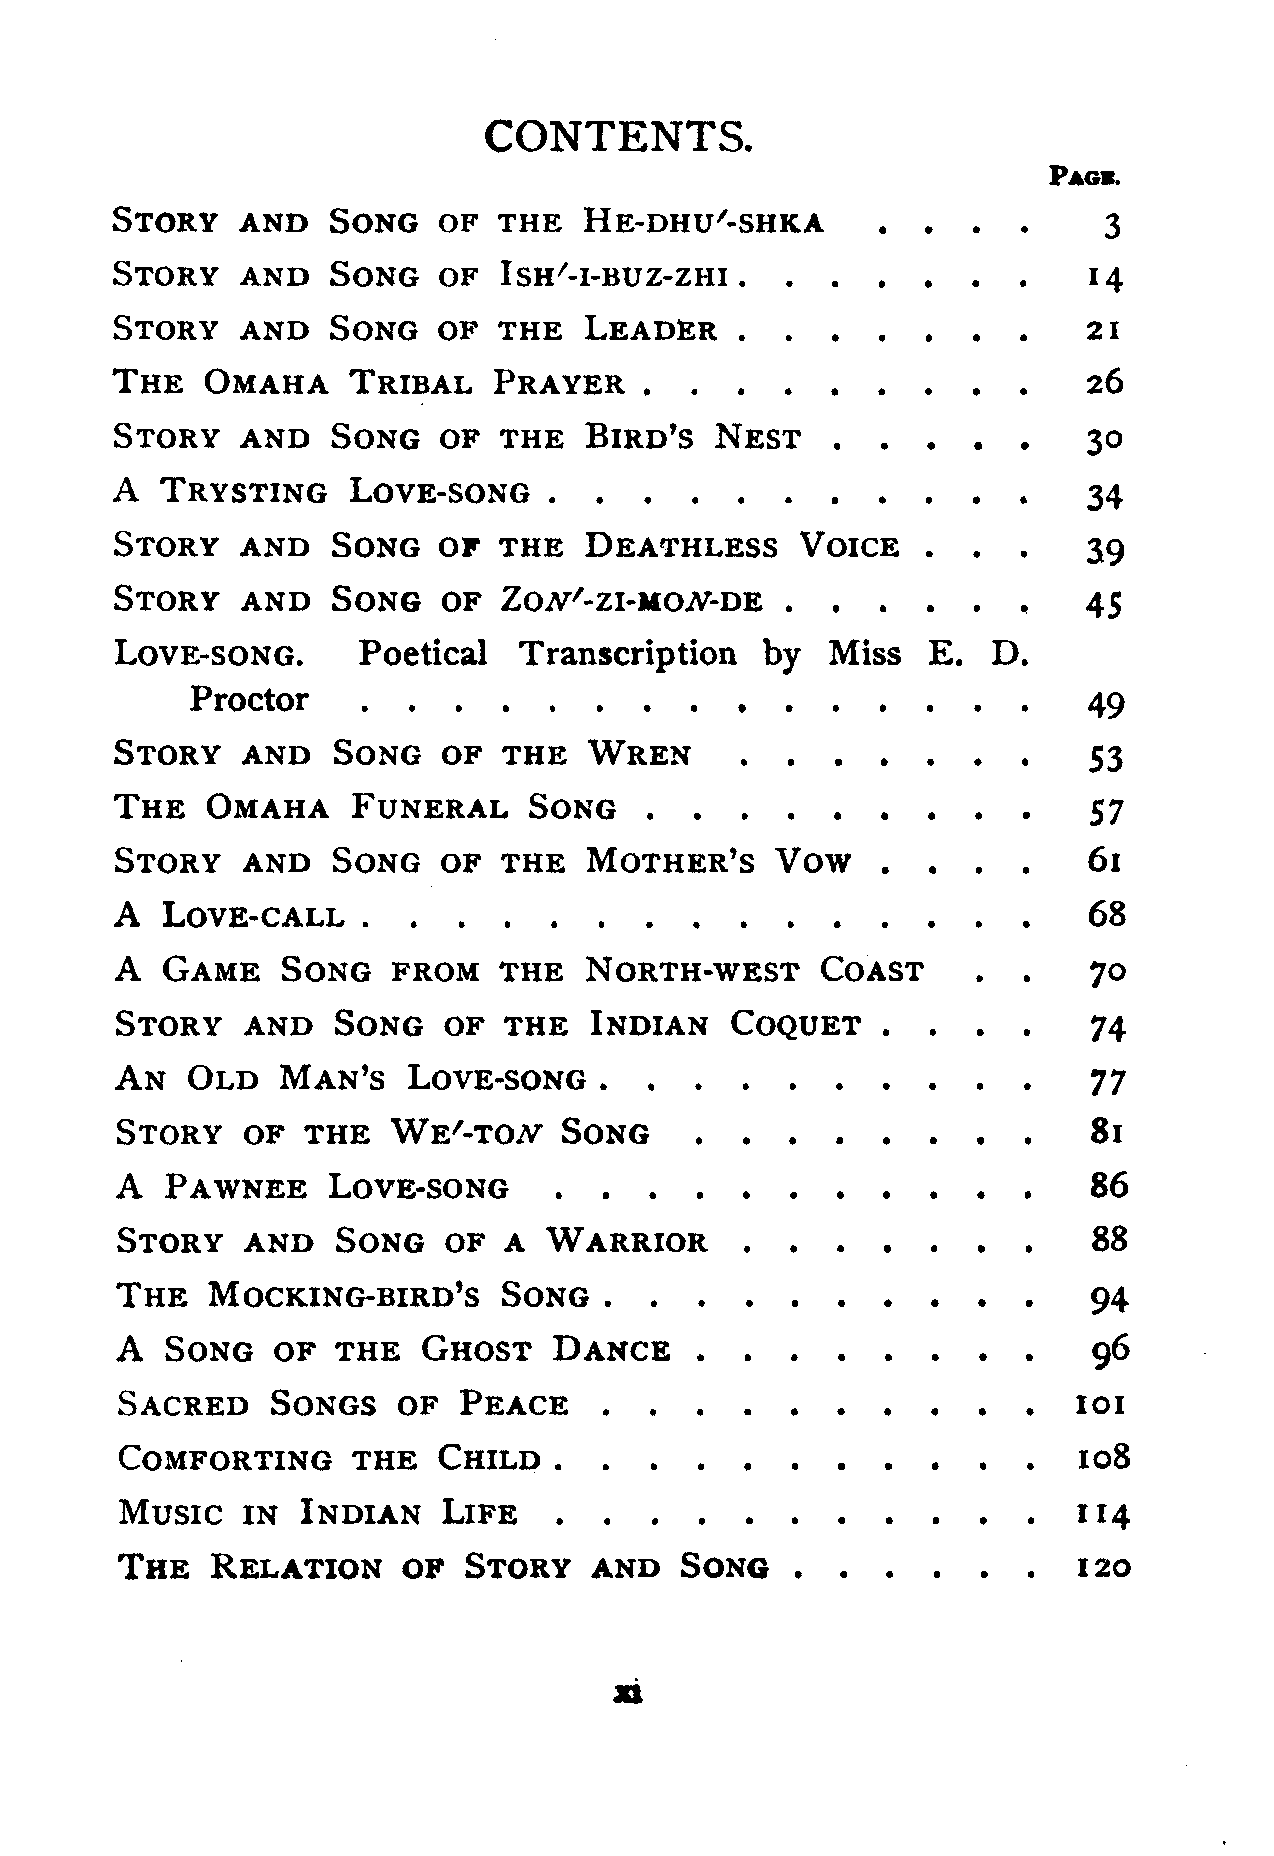 CONTENTS.
PAGE.
STORY AND SONG OF THE HE-DHU′-SHKA . . . . 3
STORY AND SONG OF ISH′-I-BUZ-ZHI . . . . . . . 14
STORY AND SONG OF THE LEADER . . . . . . . 21
THE OMAHA TRIBAL PRAYER . . . . . . . . . 26
STORY AND SONG OF THE BIRD'S NEST . . . . . 30
A TRYSTING LOVE-SONG . . . . . . . . . . . 34
STORY AND SONG OF THE DEATHLESS VOICE . . . 39
STORY AND SONG OF ZON′-ZI-MON-DE . . . . . . 45
LOVE-SONG. Poetical Transcription by Miss E. D.
Proctor . . . . . . . . . . . . . . . 49
STORY AND SONG OF THE WREN . . . . . . . 53
THE OMAHA FUNERAL SONG . . . . . . . . . 57
STORY AND SONG OF THE MOTHER'S VOW . . . . 61
A LOVE-CALL . . . . . . . . . . . . . . . 68
A GAME SONG FROM THE NORTH-WEST COAST . . 70
STORY AND SONG OF THE INDIAN COQUET . . . . 74
AN OLD MAN'S LOVE-SONG . . . . . . . . . . 77
STORY OF THE WE′-TON SONG . . . . . . . . 81
A PAWNEE LOVE-SONG . . . . . . . . . . . 86
STORY AND SONG OF A WARRIOR . . . . . . . 88
THE MOCKING-BIRD'S SONG . . . . . . . . . . 94
A SONG OF THE GHOST DANCE . . . . . . . . 96
SACRED SONGS OF PEACE . . . . . . . . . . 101
COMFORTING THE CHILD . . . . . . . . . . . 108
MUSIC IN INDIAN LIFE . . . . . . . . . . . 114
THE RELATION OF STORY AND SONG . . . . . . 120
xi